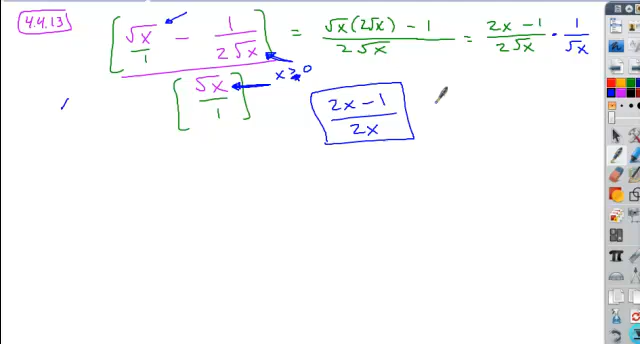 4.4.13
[√x/1 - 1/(2√x)] / [√x/1] = (√x(2√x) - 1)/(2√x) = (2x - 1)/(2√x) · 1/√x
x ≥ 0
(2x - 1)/(2x)